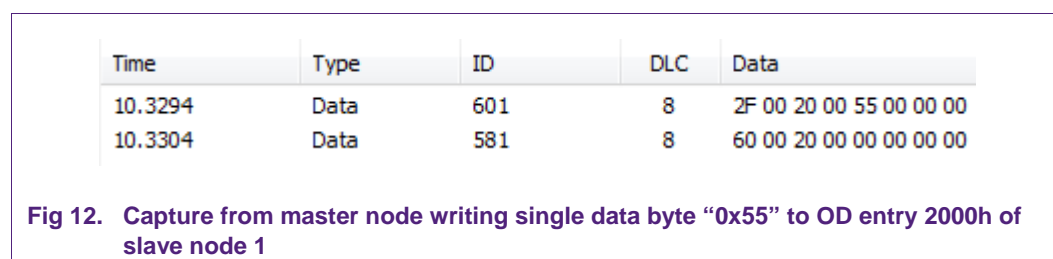 Time Type ID DLC Data
10.3294 Data 601 8 2F 00 20 00 55 00 00 00
10.3304 Data 581 8 60 00 20 00 00 00 00 00
Fig 12. Capture from master node writing single data byte “0x55” to OD entry 2000h of
slave node 1